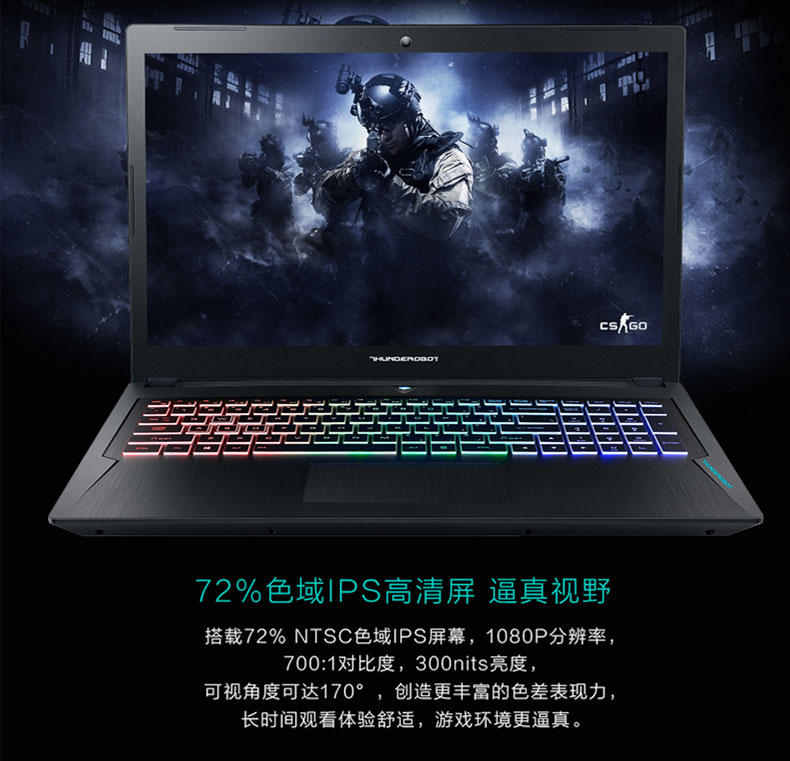 CS GO
THUNDEROBOT
THUNDEROBOT
72%色域IPS高清屏 逼真视野
搭载72% NTSC色域IPS屏幕，1080P分辨率，
700:1对比度，300nits亮度，
可视角度可达170°，创造更丰富的色差表现力，
长时间观看体验舒适，游戏环境更逼真。